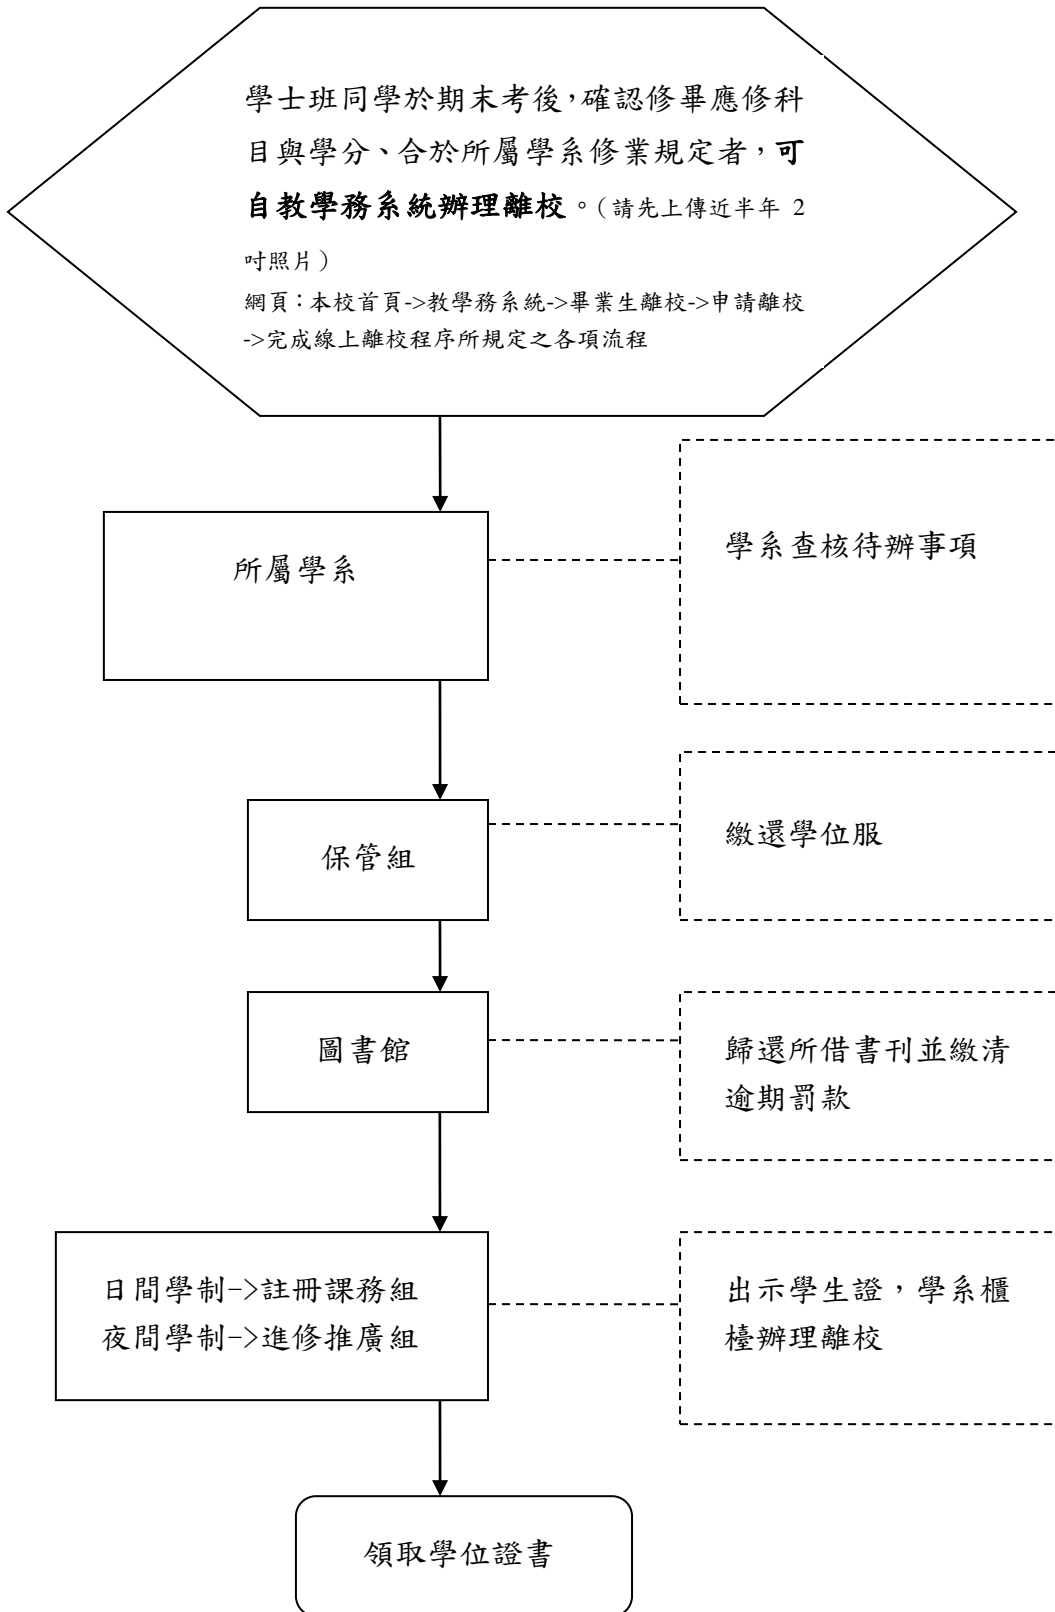 學士班同學於期末考後，確認修畢應修科
目與學分、合於所屬學系修業規定者，可
自教學務系統辦理離校。（請先上傳近半年 2
吋照片）
網頁：本校首頁->教學務系統->畢業生離校->申請離校
->完成線上離校程序所規定之各項流程
所屬學系
學系查核待辦事項
保管組
繳還學位服
圖書館
歸還所借書刊並繳清
逾期罰款
日間學制->註冊課務組
夜間學制->進修推廣組
出示學生證，學系櫃
檯辦理離校
領取學位證書